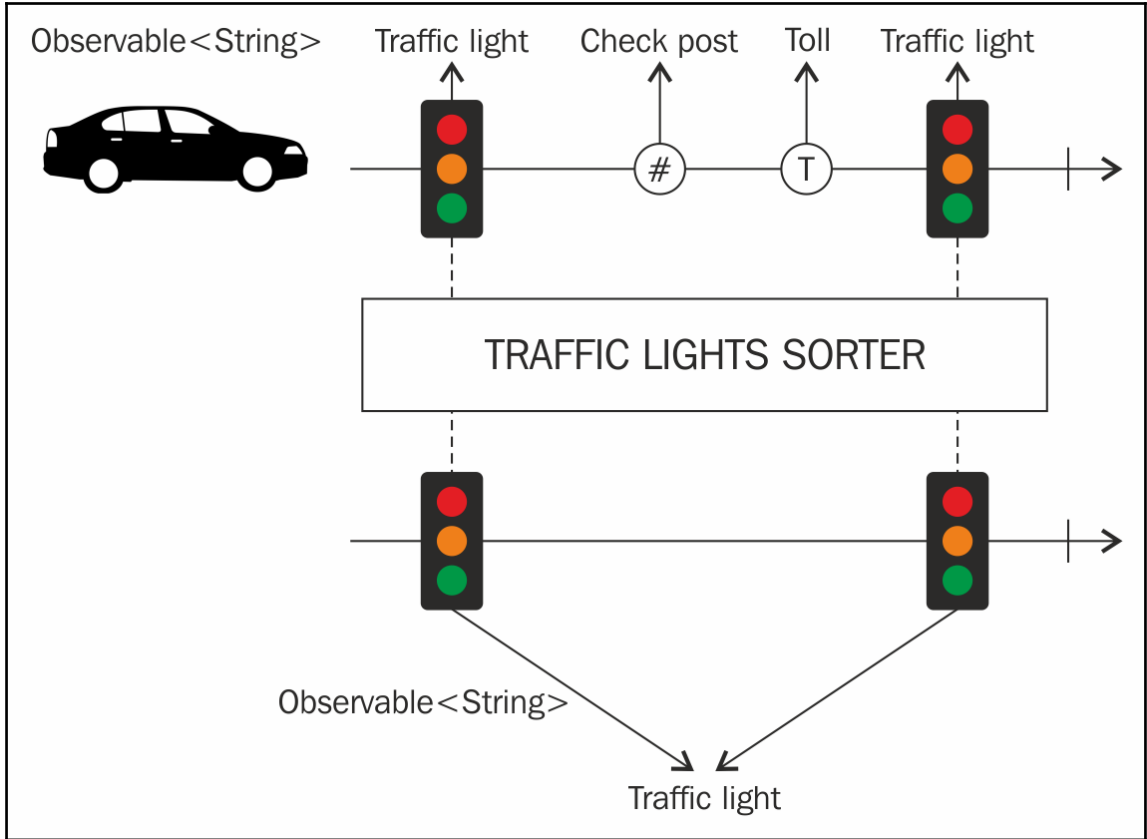 Observable<String>
Traffic light
Check post
Toll
Traffic light
#
T
TRAFFIC LIGHTS SORTER
Observable<String>
Traffic light